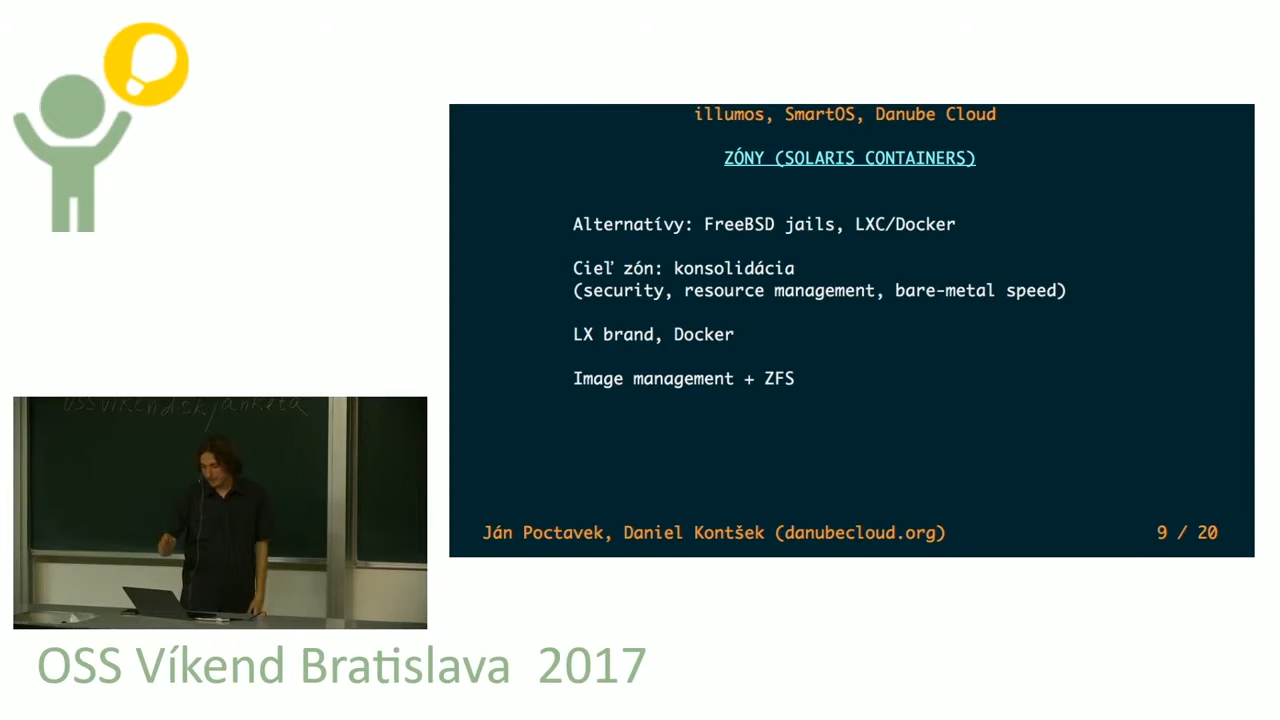 illumos, SmartOS, Danube Cloud
ZÓNY (SOLARIS CONTAINERS)
Alternatívy: FreeBSD jails, LXC/Docker
Cieľ zón: konsolidácia
(security, resource management, bare-metal speed)
LX brand, Docker
Image management + ZFS
Ján Poctavek, Daniel Kontšek (danubecloud.org)
9 / 20
OSS Víkend Bratislava 2017